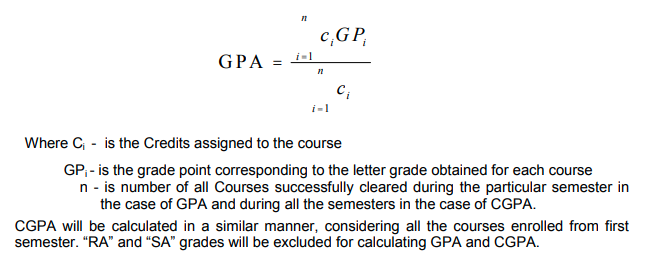 n
c_i GP_i
GPA = i=1
n
c_i
i=1
Where C_i - is the Credits assigned to the course
GP_i - is the grade point corresponding to the letter grade obtained for each course
n - is number of all Courses successfully cleared during the particular semester in
the case of GPA and during all the semesters in the case of CGPA.
CGPA will be calculated in a similar manner, considering all the courses enrolled from first
semester. “RA” and “SA” grades will be excluded for calculating GPA and CGPA.